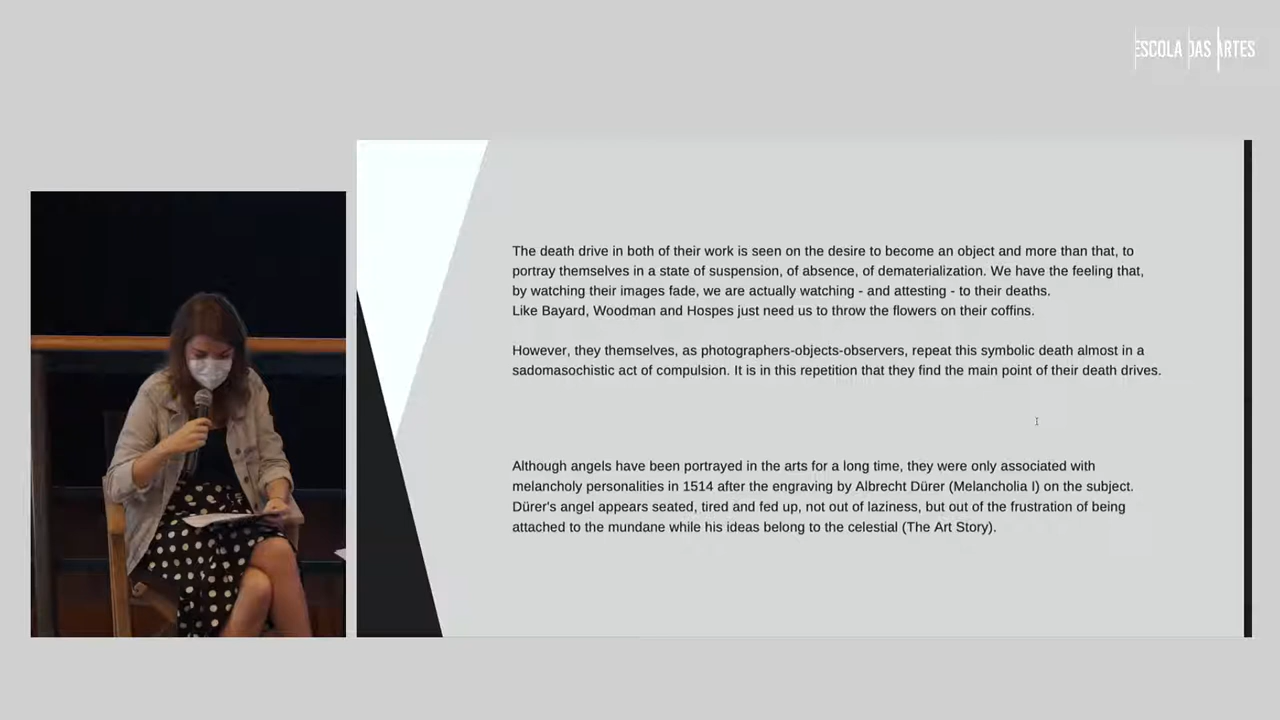 ESCOLA DAS ARTES
The death drive in both of their work is seen on the desire to become an object and more than that, to
portray themselves in a state of suspension, of absence, of dematerialization. We have the feeling that,
by watching their images fade, we are actually watching - and attesting - to their deaths.
Like Bayard, Woodman and Hospes just need us to throw the flowers on their coffins.
However, they themselves, as photographers-objects-observers, repeat this symbolic death almost in a
sadomasochistic act of compulsion. It is in this repetition that they find the main point of their death drives.
Although angels have been portrayed in the arts for a long time, they were only associated with
melancholy personalities in 1514 after the engraving by Albrecht Dürer (Melancholia I) on the subject.
Dürer's angel appears seated, tired and fed up, not out of laziness, but out of the frustration of being
attached to the mundane while his ideas belong to the celestial (The Art Story).